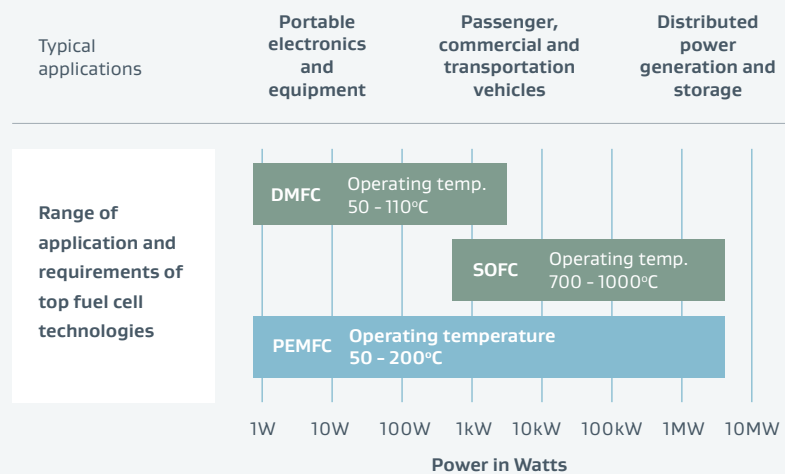 Typical
applications
Portable
electronics
and
equipment
Passenger,
commercial and
transportation
vehicles
Distributed
power
generation and
storage
Range of
application and
requirements of
top fuel cell
technologies
DMFC
Operating temp.
50 - 110°C
SOFC
Operating temp.
700 - 1000°C
PEMFC
Operating temperature
50 - 200°C
1W 10W 100W 1kW 10kW 100kW 1MW 10MW
Power in Watts